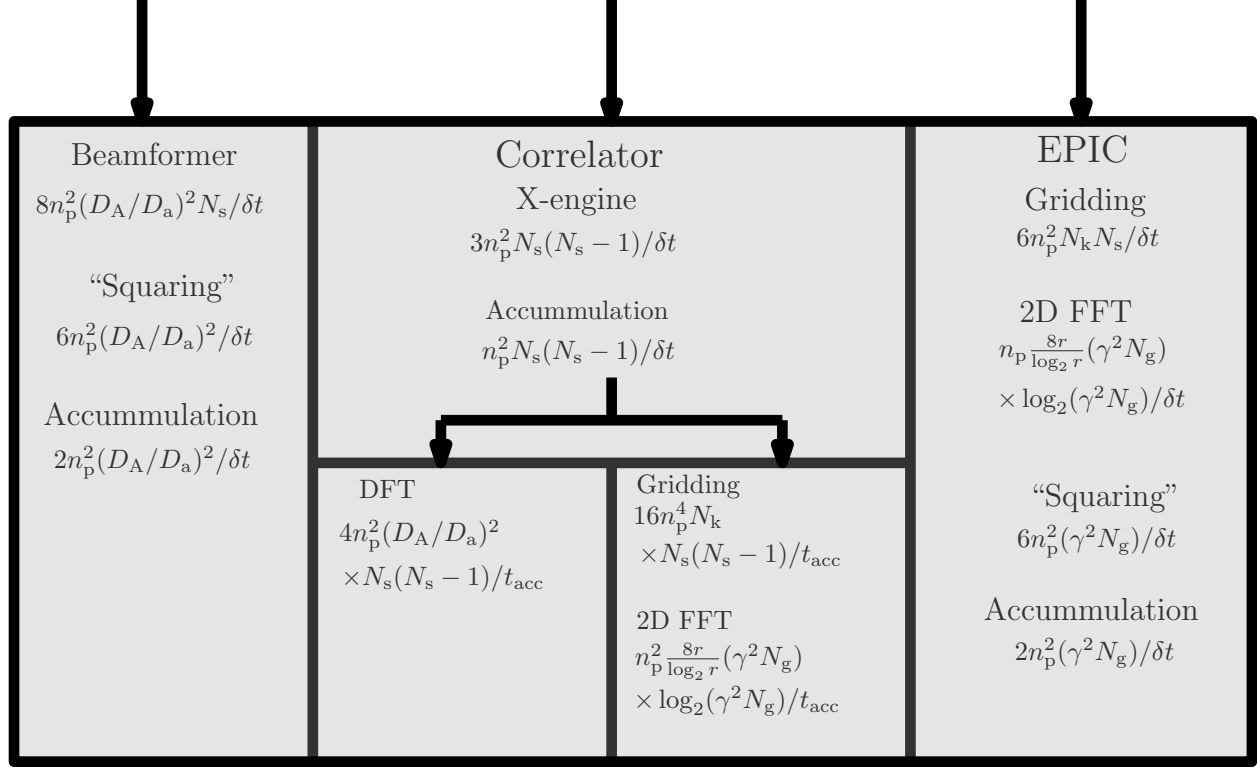 Beamformer
8n_p^2(D_A/D_a)^2N_s/δt
“Squaring”
6n_p^2(D_A/D_a)^2/δt
Accummulation
2n_p^2(D_A/D_a)^2/δt
Correlator
X-engine
3n_p^2N_s(N_s − 1)/δt
Accummulation
n_p^2N_s(N_s − 1)/δt
DFT
4n_p^2(D_A/D_a)^2
×N_s(N_s − 1)/t_acc
Gridding
16n_p^4N_k
×N_s(N_s − 1)/t_acc
2D FFT
n_p^2 \frac{8r}{\log_2 r}(γ^2N_g)
× log_2(γ^2N_g)/t_acc
EPIC
Gridding
6n_p^2N_kN_s/δt
2D FFT
n_p \frac{8r}{\log_2 r}(γ^2N_g)
× log_2(γ^2N_g)/δt
“Squaring”
6n_p^2(γ^2N_g)/δt
Accummulation
2n_p^2(γ^2N_g)/δt